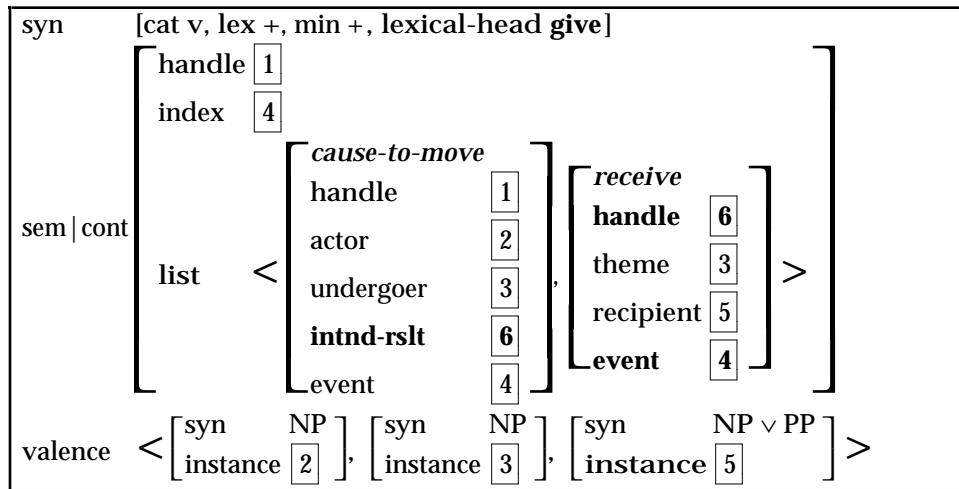 syn [cat v, lex +, min +, lexical-head give]
handle 1
index 4
cause-to-move
handle 1
actor 2
undergoer 3
intnd-rslt 6
event 4
receive
handle 6
theme 3
recipient 5
event 4
sem|cont
list < , >
valence < [syn NP], [syn NP], [syn NP ∨ PP] >
[instance 2], [instance 3], [instance 5]